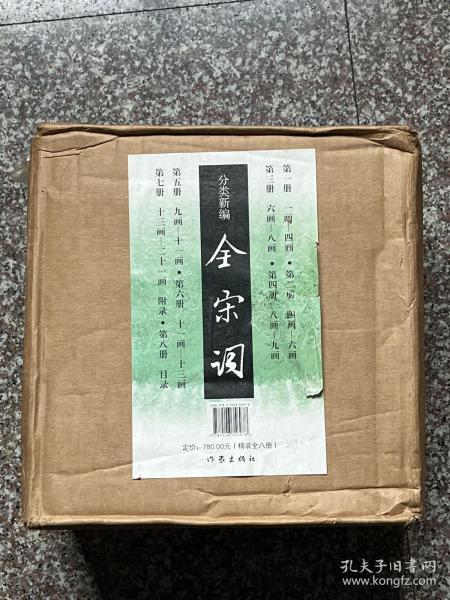 第一册 一画—四画●第二册 四画—六画
第三册 六画—八画●第四册 八画—九画
分类新编
全宋词
第五册 九画—十一画●第六册 十一画—十三画
第七册 十三画—二十一画 附录●第八册 目录
定价：780.00元（精装全八册）
作家出版社
孔夫子旧书网
www.kongfz.com